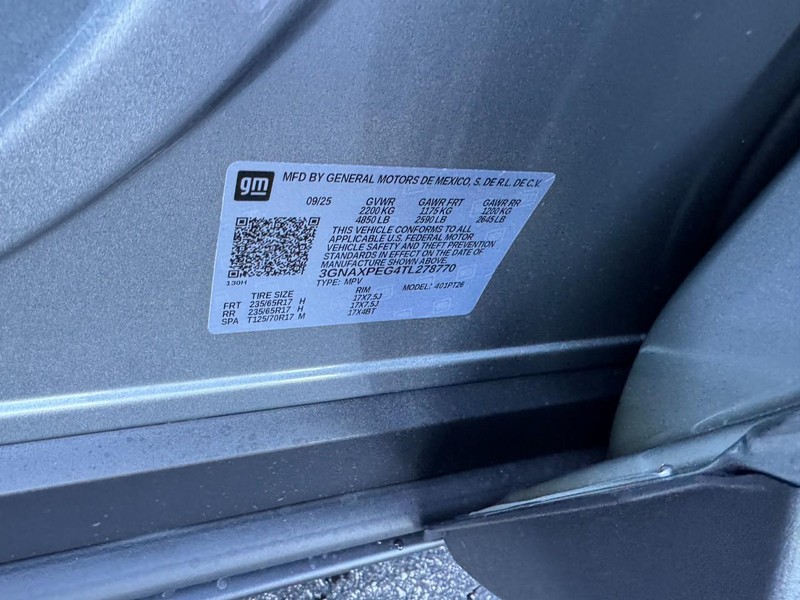 gm MFD BY GENERAL MOTORS DE MEXICO, S. DE R.L. DE C.V.
09/25 GVWR GAWR FRT GAWR RR
2200 KG 1175 KG 1200 KG
4850 LB 2590 LB 2645 LB
THIS VEHICLE CONFORMS TO ALL
APPLICABLE U.S. FEDERAL MOTOR
VEHICLE SAFETY AND THEFT PREVENTION
STANDARDS IN EFFECT ON THE DATE OF
MANUFACTURE SHOWN ABOVE.
3GNAXPEG4TL278770
130H
TYPE: MPV MODEL: 401PT26
TIRE SIZE RIM
FRT 235/65R17 H 17X7.5J
RR 235/65R17 H 17X7.5J
SPA T125/70R17 M 17X4BT